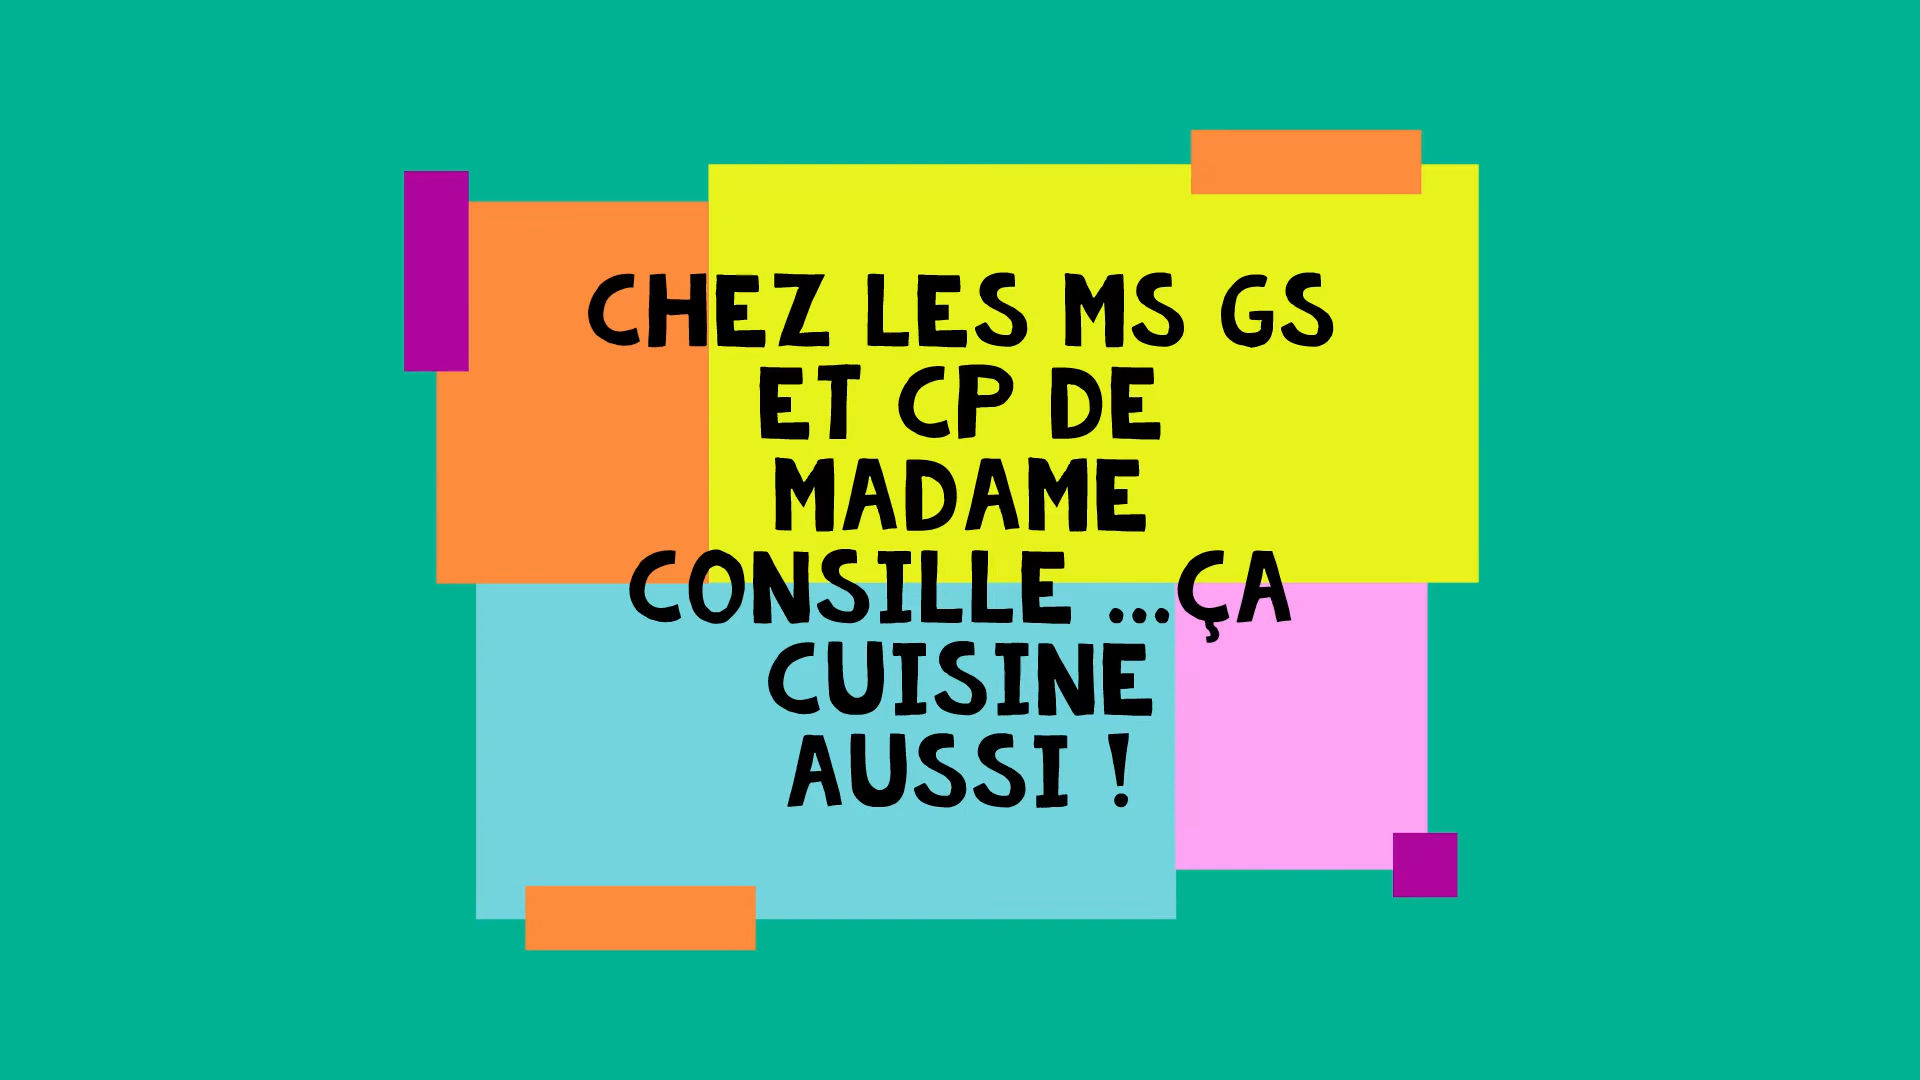 CHEZ LES MS GS
ET CP DE
MADAME
CONSILLE ...ÇA
CUISINE
AUSSI !